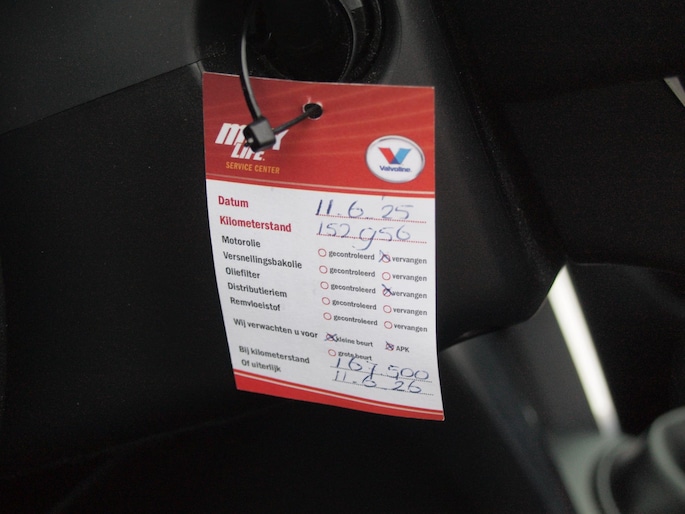 LIFE
SERVICE CENTER
Valvoline
Datum 11.6.25
Kilometerstand 152.956
Motorolie gecontroleerd vervangen
Versnellingsbakolie gecontroleerd vervangen
Oliefilter gecontroleerd vervangen
Distributieriem gecontroleerd vervangen
Remvloeistof gecontroleerd vervangen
Wij verwachten u voor kleine beurt APK
grote beurt
Bij kilometerstand 167.500
Of uiterlijk 11.6.26